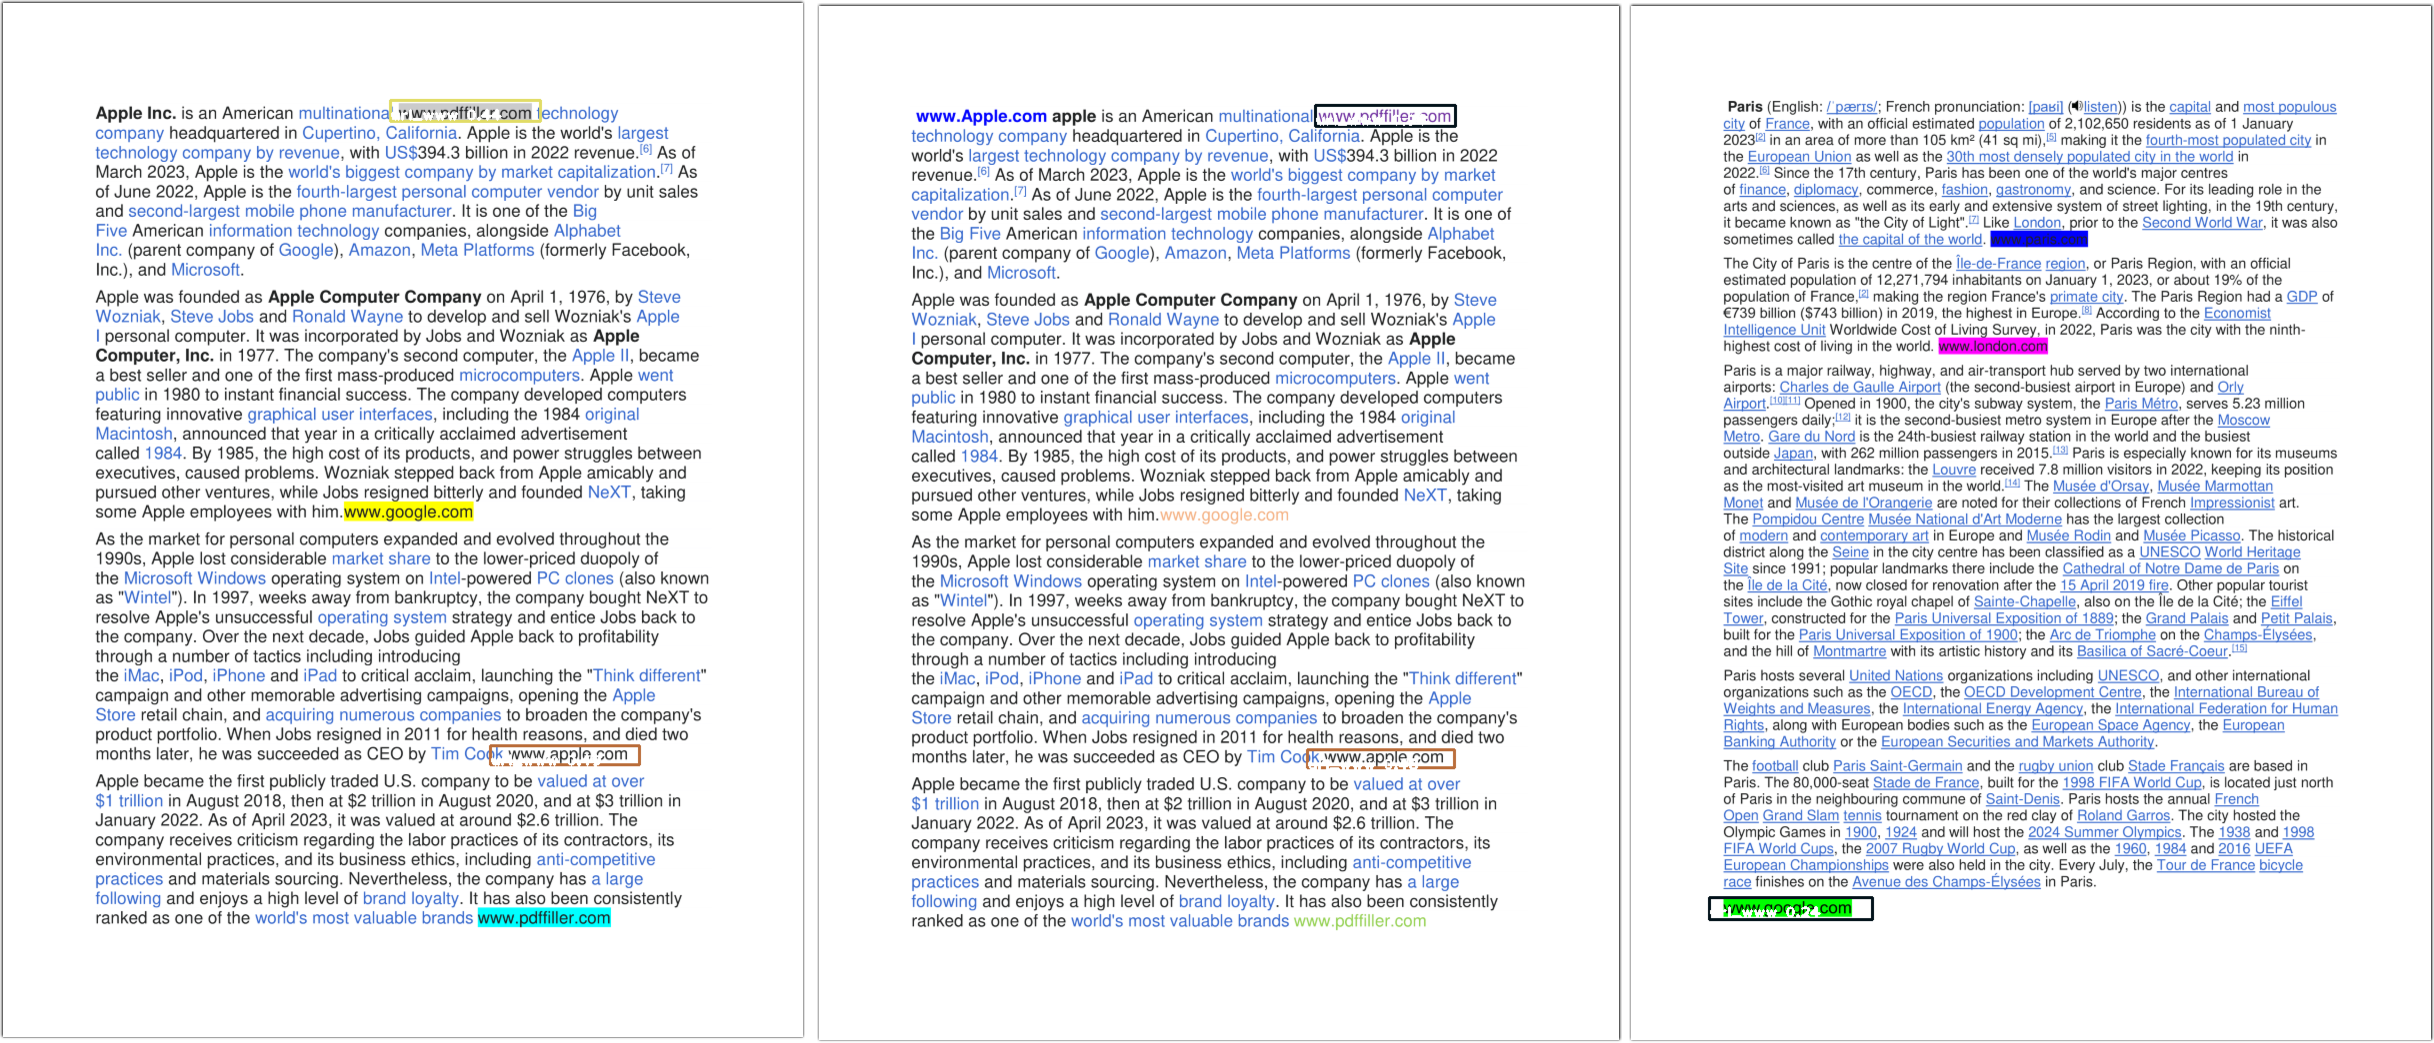 Apple Inc. is an American multinational www.pdffiller.com technology
company headquartered in Cupertino, California. Apple is the world's largest
technology company by revenue, with US$394.3 billion in 2022 revenue.[6] As of
March 2023, Apple is the world's biggest company by market capitalization.[7] As
of June 2022, Apple is the fourth-largest personal computer vendor by unit sales
and second-largest mobile phone manufacturer. It is one of the Big
Five American information technology companies, alongside Alphabet
Inc. (parent company of Google), Amazon, Meta Platforms (formerly Facebook,
Inc.), and Microsoft.
Apple was founded as Apple Computer Company on April 1, 1976, by Steve
Wozniak, Steve Jobs and Ronald Wayne to develop and sell Wozniak's Apple
I personal computer. It was incorporated by Jobs and Wozniak as Apple
Computer, Inc. in 1977. The company's second computer, the Apple II, became
a best seller and one of the first mass-produced microcomputers. Apple went
public in 1980 to instant financial success. The company developed computers
featuring innovative graphical user interfaces, including the 1984 original
Macintosh, announced that year in a critically acclaimed advertisement
called 1984. By 1985, the high cost of its products, and power struggles between
executives, caused problems. Wozniak stepped back from Apple amicably and
pursued other ventures, while Jobs resigned bitterly and founded NeXT, taking
some Apple employees with him.www.google.com
As the market for personal computers expanded and evolved throughout the
1990s, Apple lost considerable market share to the lower-priced duopoly of
the Microsoft Windows operating system on Intel-powered PC clones (also known
as "Wintel"). In 1997, weeks away from bankruptcy, the company bought NeXT to
resolve Apple's unsuccessful operating system strategy and entice Jobs back to
the company. Over the next decade, Jobs guided Apple back to profitability
through a number of tactics including introducing
the iMac, iPod, iPhone and iPad to critical acclaim, launching the "Think different"
campaign and other memorable advertising campaigns, opening the Apple
Store retail chain, and acquiring numerous companies to broaden the company's
product portfolio. When Jobs resigned in 2011 for health reasons, and died two
months later, he was succeeded as CEO by Tim Cook www.apple.com
Apple became the first publicly traded U.S. company to be valued at over
$1 trillion in August 2018, then at $2 trillion in August 2020, and at $3 trillion in
January 2022. As of April 2023, it was valued at around $2.6 trillion. The
company receives criticism regarding the labor practices of its contractors, its
environmental practices, and its business ethics, including anti-competitive
practices and materials sourcing. Nevertheless, the company has a large
following and enjoys a high level of brand loyalty. It has also been consistently
ranked as one of the world's most valuable brands www.pdffiller.com
www.Apple.com apple is an American multinational www.pdffiller.com
technology company headquartered in Cupertino, California. Apple is the
world's largest technology company by revenue, with US$394.3 billion in 2022
revenue.[6] As of March 2023, Apple is the world's biggest company by market
capitalization.[7] As of June 2022, Apple is the fourth-largest personal computer
vendor by unit sales and second-largest mobile phone manufacturer. It is one of
the Big Five American information technology companies, alongside Alphabet
Inc. (parent company of Google), Amazon, Meta Platforms (formerly Facebook,
Inc.), and Microsoft.
Apple was founded as Apple Computer Company on April 1, 1976, by Steve
Wozniak, Steve Jobs and Ronald Wayne to develop and sell Wozniak's Apple
I personal computer. It was incorporated by Jobs and Wozniak as Apple
Computer, Inc. in 1977. The company's second computer, the Apple II, became
a best seller and one of the first mass-produced microcomputers. Apple went
public in 1980 to instant financial success. The company developed computers
featuring innovative graphical user interfaces, including the 1984 original
Macintosh, announced that year in a critically acclaimed advertisement
called 1984. By 1985, the high cost of its products, and power struggles between
executives, caused problems. Wozniak stepped back from Apple amicably and
pursued other ventures, while Jobs resigned bitterly and founded NeXT, taking
some Apple employees with him.www.google.com
As the market for personal computers expanded and evolved throughout the
1990s, Apple lost considerable market share to the lower-priced duopoly of
the Microsoft Windows operating system on Intel-powered PC clones (also known
as "Wintel"). In 1997, weeks away from bankruptcy, the company bought NeXT to
resolve Apple's unsuccessful operating system strategy and entice Jobs back to
the company. Over the next decade, Jobs guided Apple back to profitability
through a number of tactics including introducing
the iMac, iPod, iPhone and iPad to critical acclaim, launching the "Think different"
campaign and other memorable advertising campaigns, opening the Apple
Store retail chain, and acquiring numerous companies to broaden the company's
product portfolio. When Jobs resigned in 2011 for health reasons, and died two
months later, he was succeeded as CEO by Tim Cook.www.apple.com
Apple became the first publicly traded U.S. company to be valued at over
$1 trillion in August 2018, then at $2 trillion in August 2020, and at $3 trillion in
January 2022. As of April 2023, it was valued at around $2.6 trillion. The
company receives criticism regarding the labor practices of its contractors, its
environmental practices, and its business ethics, including anti-competitive
practices and materials sourcing. Nevertheless, the company has a large
following and enjoys a high level of brand loyalty. It has also been consistently
ranked as one of the world's most valuable brands www.pdffiller.com
Paris (English: /ˈpærɪs/; French pronunciation: [paʁi] (listen)) is the capital and most populous
city of France, with an official estimated population of 2,102,650 residents as of 1 January
2023[2] in an area of more than 105 km² (41 sq mi),[5] making it the fourth-most populated city in
the European Union as well as the 30th most densely populated city in the world in
2022.[6] Since the 17th century, Paris has been one of the world's major centres
of finance, diplomacy, commerce, fashion, gastronomy, and science. For its leading role in the
arts and sciences, as well as its early and extensive system of street lighting, in the 19th century,
it became known as "the City of Light".[7] Like London, prior to the Second World War, it was also
sometimes called the capital of the world. www.paris.com
The City of Paris is the centre of the Île-de-France region, or Paris Region, with an official
estimated population of 12,271,794 inhabitants on January 1, 2023, or about 19% of the
population of France,[2] making the region France's primate city. The Paris Region had a GDP of
€739 billion ($743 billion) in 2019, the highest in Europe.[8] According to the Economist
Intelligence Unit Worldwide Cost of Living Survey, in 2022, Paris was the city with the ninth-
highest cost of living in the world. www.london.com
Paris is a major railway, highway, and air-transport hub served by two international
airports: Charles de Gaulle Airport (the second-busiest airport in Europe) and Orly
Airport.[10][11] Opened in 1900, the city's subway system, the Paris Métro, serves 5.23 million
passengers daily;[12] it is the second-busiest metro system in Europe after the Moscow
Metro. Gare du Nord is the 24th-busiest railway station in the world and the busiest
outside Japan, with 262 million passengers in 2015.[13] Paris is especially known for its museums
and architectural landmarks: the Louvre received 7.8 million visitors in 2022, keeping its position
as the most-visited art museum in the world.[14] The Musée d'Orsay, Musée Marmottan
Monet and Musée de l'Orangerie are noted for their collections of French Impressionist art.
The Pompidou Centre Musée National d'Art Moderne has the largest collection
of modern and contemporary art in Europe and Musée Rodin and Musée Picasso. The historical
district along the Seine in the city centre has been classified as a UNESCO World Heritage
Site since 1991; popular landmarks there include the Cathedral of Notre Dame de Paris on
the Île de la Cité, now closed for renovation after the 15 April 2019 fire. Other popular tourist
sites include the Gothic royal chapel of Sainte-Chapelle, also on the Île de la Cité; the Eiffel
Tower, constructed for the Paris Universal Exposition of 1889; the Grand Palais and Petit Palais,
built for the Paris Universal Exposition of 1900; the Arc de Triomphe on the Champs-Élysées,
and the hill of Montmartre with its artistic history and its Basilica of Sacré-Coeur.[15]
Paris hosts several United Nations organizations including UNESCO, and other international
organizations such as the OECD, the OECD Development Centre, the International Bureau of
Weights and Measures, the International Energy Agency, the International Federation for Human
Rights, along with European bodies such as the European Space Agency, the European
Banking Authority or the European Securities and Markets Authority.
The football club Paris Saint-Germain and the rugby union club Stade Français are based in
Paris. The 80,000-seat Stade de France, built for the 1998 FIFA World Cup, is located just north
of Paris in the neighbouring commune of Saint-Denis. Paris hosts the annual French
Open Grand Slam tennis tournament on the red clay of Roland Garros. The city hosted the
Olympic Games in 1900, 1924 and will host the 2024 Summer Olympics. The 1938 and 1998
FIFA World Cups, the 2007 Rugby World Cup, as well as the 1960, 1984 and 2016 UEFA
European Championships were also held in the city. Every July, the Tour de France bicycle
race finishes on the Avenue des Champs-Élysées in Paris.
www.google.com